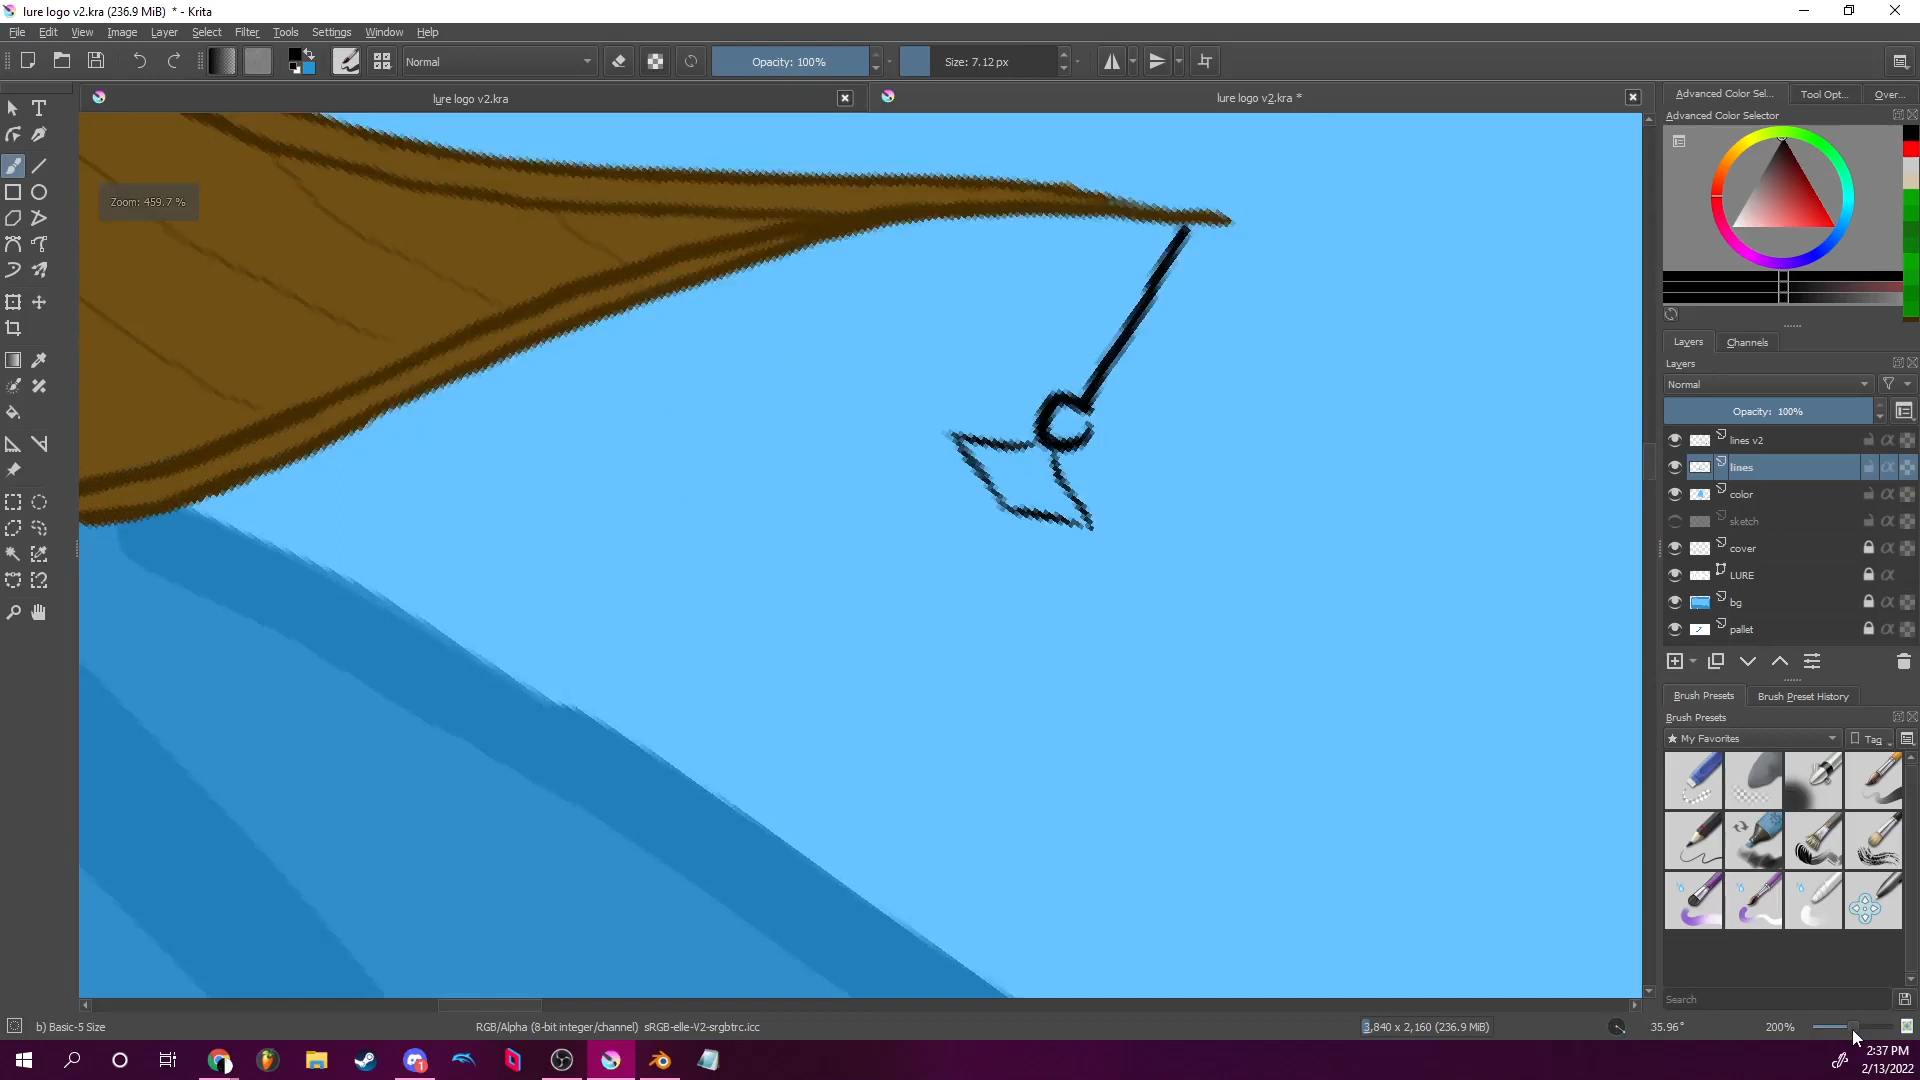 lure logo v2.kra (236.9 MiB) * - Krita
File Edit View Image Layer Select Filter Tools Settings Window Help
Normal Opacity: 100% Size: 7.12 px
lure logo v2.kra lure logo v2.kra *
Advanced Color Sel... Tool Opt... Over...
Advanced Color Selector
Zoom: 459.7 %
Layers Channels
Layers
Normal
Opacity: 100%
lines v2
lines
color
sketch
cover
LURE
bg
pallet
Brush Presets Brush Preset History
Brush Presets
★ My Favorites Tag
Search
b) Basic-5 Size RGB/Alpha (8-bit integer/channel) sRGB-elle-V2-srgbtrc.icc 3,840 x 2,160 (236.9 MiB) 35.96° 200%
2:37 PM
2/13/2022